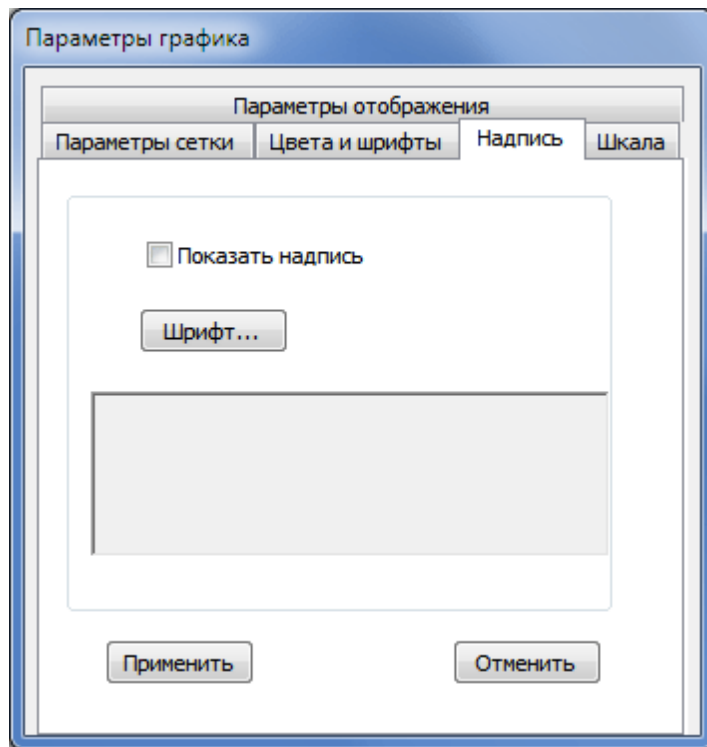 Параметры графика
Параметры отображения
Параметры сетки Цвета и шрифты Надпись Шкала
Показать надпись
Шрифт...
Применить Отменить